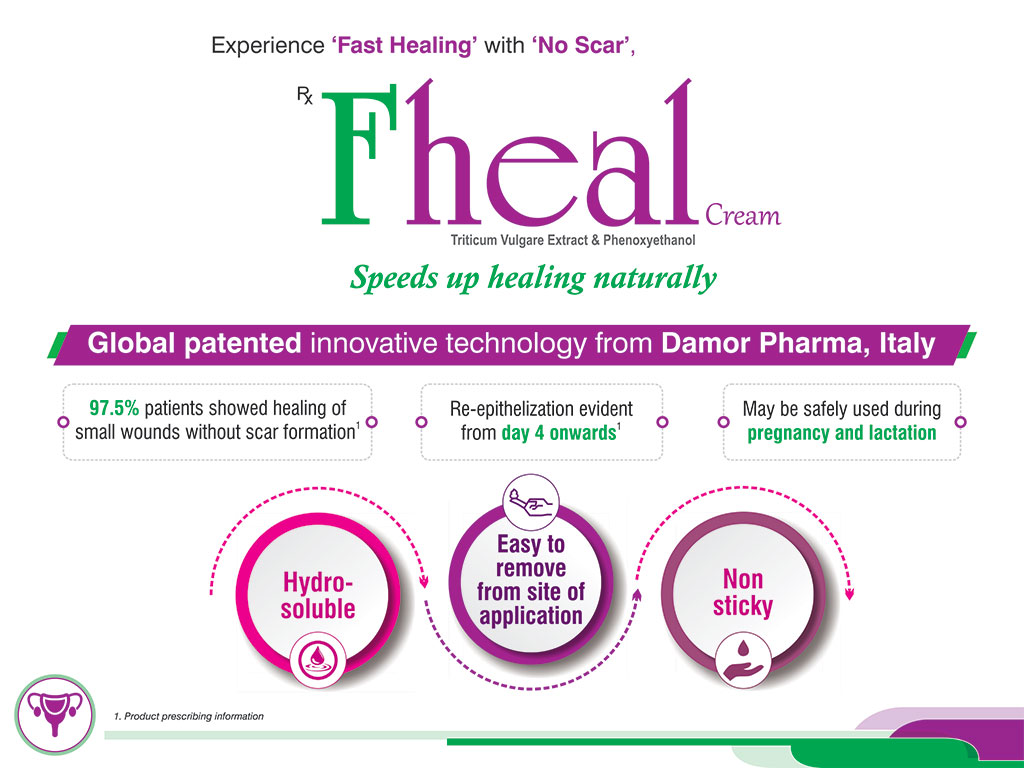 Experience ‘Fast Healing’ with ‘No Scar’,
Rx
Fheal Cream
Triticum Vulgare Extract & Phenoxyethanol
Speeds up healing naturally
Global patented innovative technology from Damor Pharma, Italy
97.5% patients showed healing of
small wounds without scar formation1
Re-epithelization evident
from day 4 onwards1
May be safely used during
pregnancy and lactation
Hydro-
soluble
Easy to
remove
from site of
application
Non
sticky
1. Product prescribing information